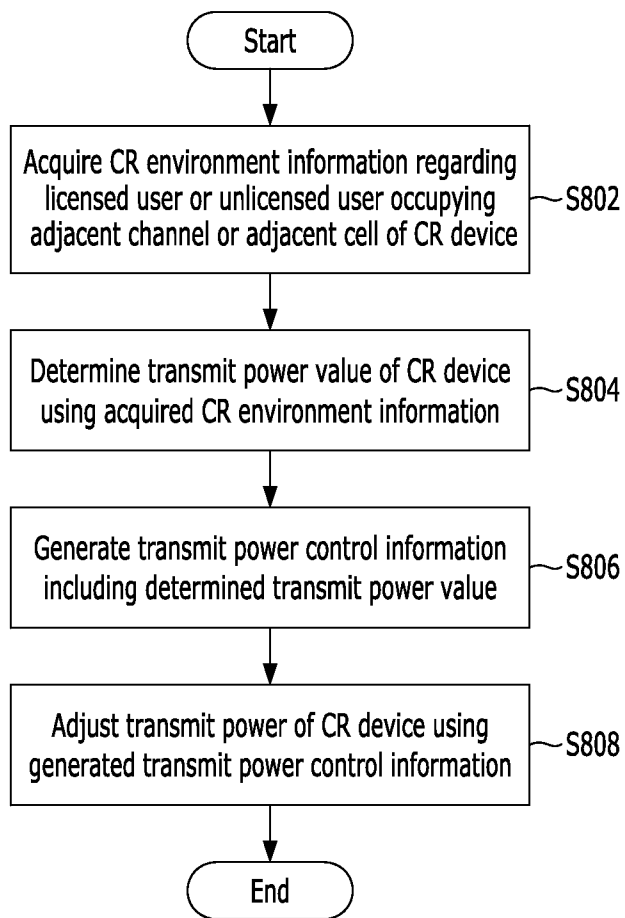 Start
Acquire CR environment information regarding
licensed user or unlicensed user occupying
adjacent channel or adjacent cell of CR device
S802
Determine transmit power value of CR device
using acquired CR environment information
S804
Generate transmit power control information
including determined transmit power value
S806
Adjust transmit power of CR device using
generated transmit power control information
S808
End